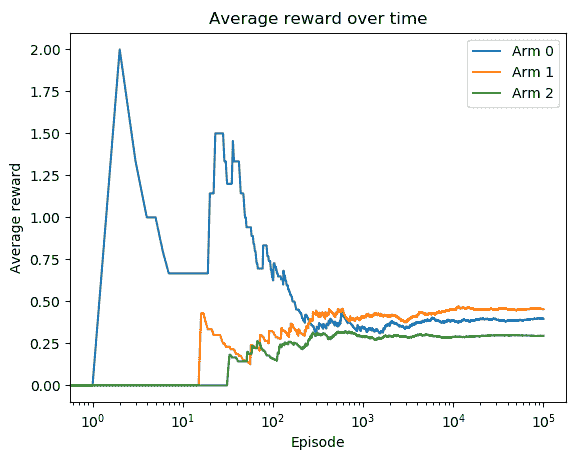 Average reward over time
2.00
1.75
1.50
1.25
1.00
0.75
0.50
0.25
0.00
Average reward
Arm 0
Arm 1
Arm 2
10⁰ 10¹ 10² 10³ 10⁴ 10⁵
Episode